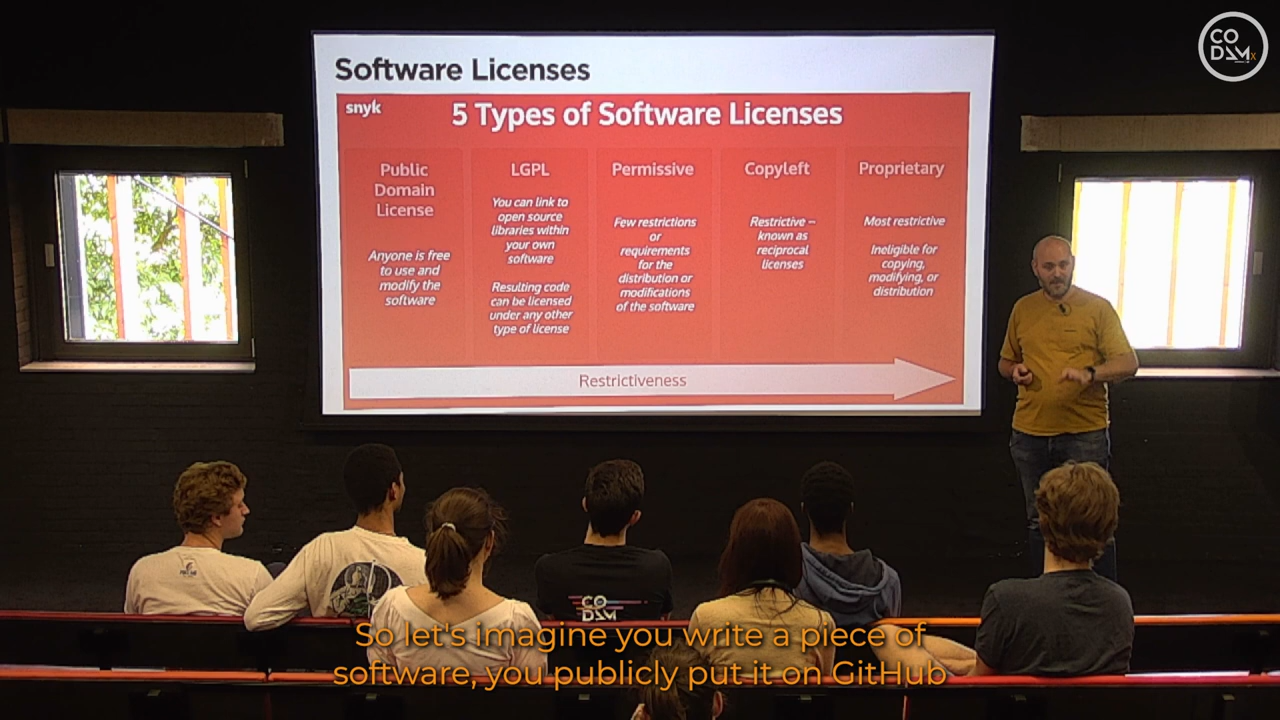 CO
DAMx
Software Licenses
snyk
5 Types of Software Licenses
Public
Domain
License
Anyone is free
to use and
modify the
software
LGPL
You can link to
open source
libraries within
your own
software
Resulting code
can be licensed
under any other
type of license
Permissive
Few restrictions
or
requirements
for the
distribution or
modifications
of the software
Copyleft
Restrictive –
known as
reciprocal
licenses
Proprietary
Most restrictive
Ineligible for
copying,
modifying, or
distribution
Restrictiveness
CO
DAM
So let's imagine you write a piece of
software, you publicly put it on GitHub